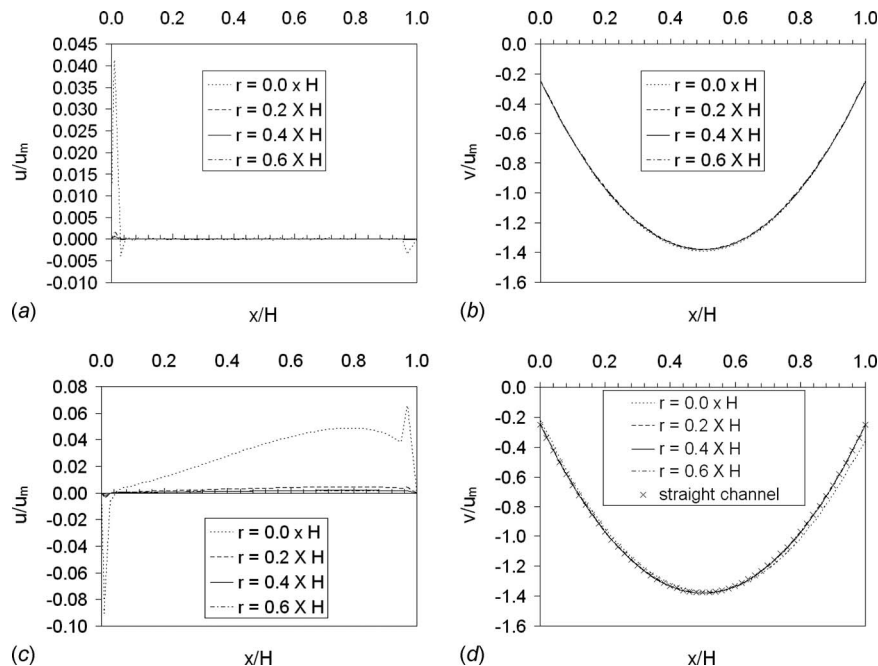 0.0 0.2 0.4 0.6 0.8 1.0
0.045
0.040
0.035
0.030
0.025
0.020
0.015
0.010
0.005
0.000
-0.005
-0.010
u/um
r = 0.0 x H
r = 0.2 X H
r = 0.4 X H
r = 0.6 X H
x/H
(a)
0.0 0.2 0.4 0.6 0.8 1.0
0.0
-0.2
-0.4
-0.6
-0.8
-1.0
-1.2
-1.4
-1.6
v/um
r = 0.0 x H
r = 0.2 X H
r = 0.4 X H
r = 0.6 X H
x/H
(b)
0.0 0.2 0.4 0.6 0.8 1.0
0.08
0.06
0.04
0.02
0.00
-0.02
-0.04
-0.06
-0.08
-0.10
u/um
r = 0.0 x H
r = 0.2 X H
r = 0.4 X H
r = 0.6 X H
x/H
(c)
0.0 0.2 0.4 0.6 0.8 1.0
0.0
-0.2
-0.4
-0.6
-0.8
-1.0
-1.2
-1.4
-1.6
v/um
r = 0.0 x H
r = 0.2 X H
r = 0.4 X H
r = 0.6 X H
straight channel
x/H
(d)